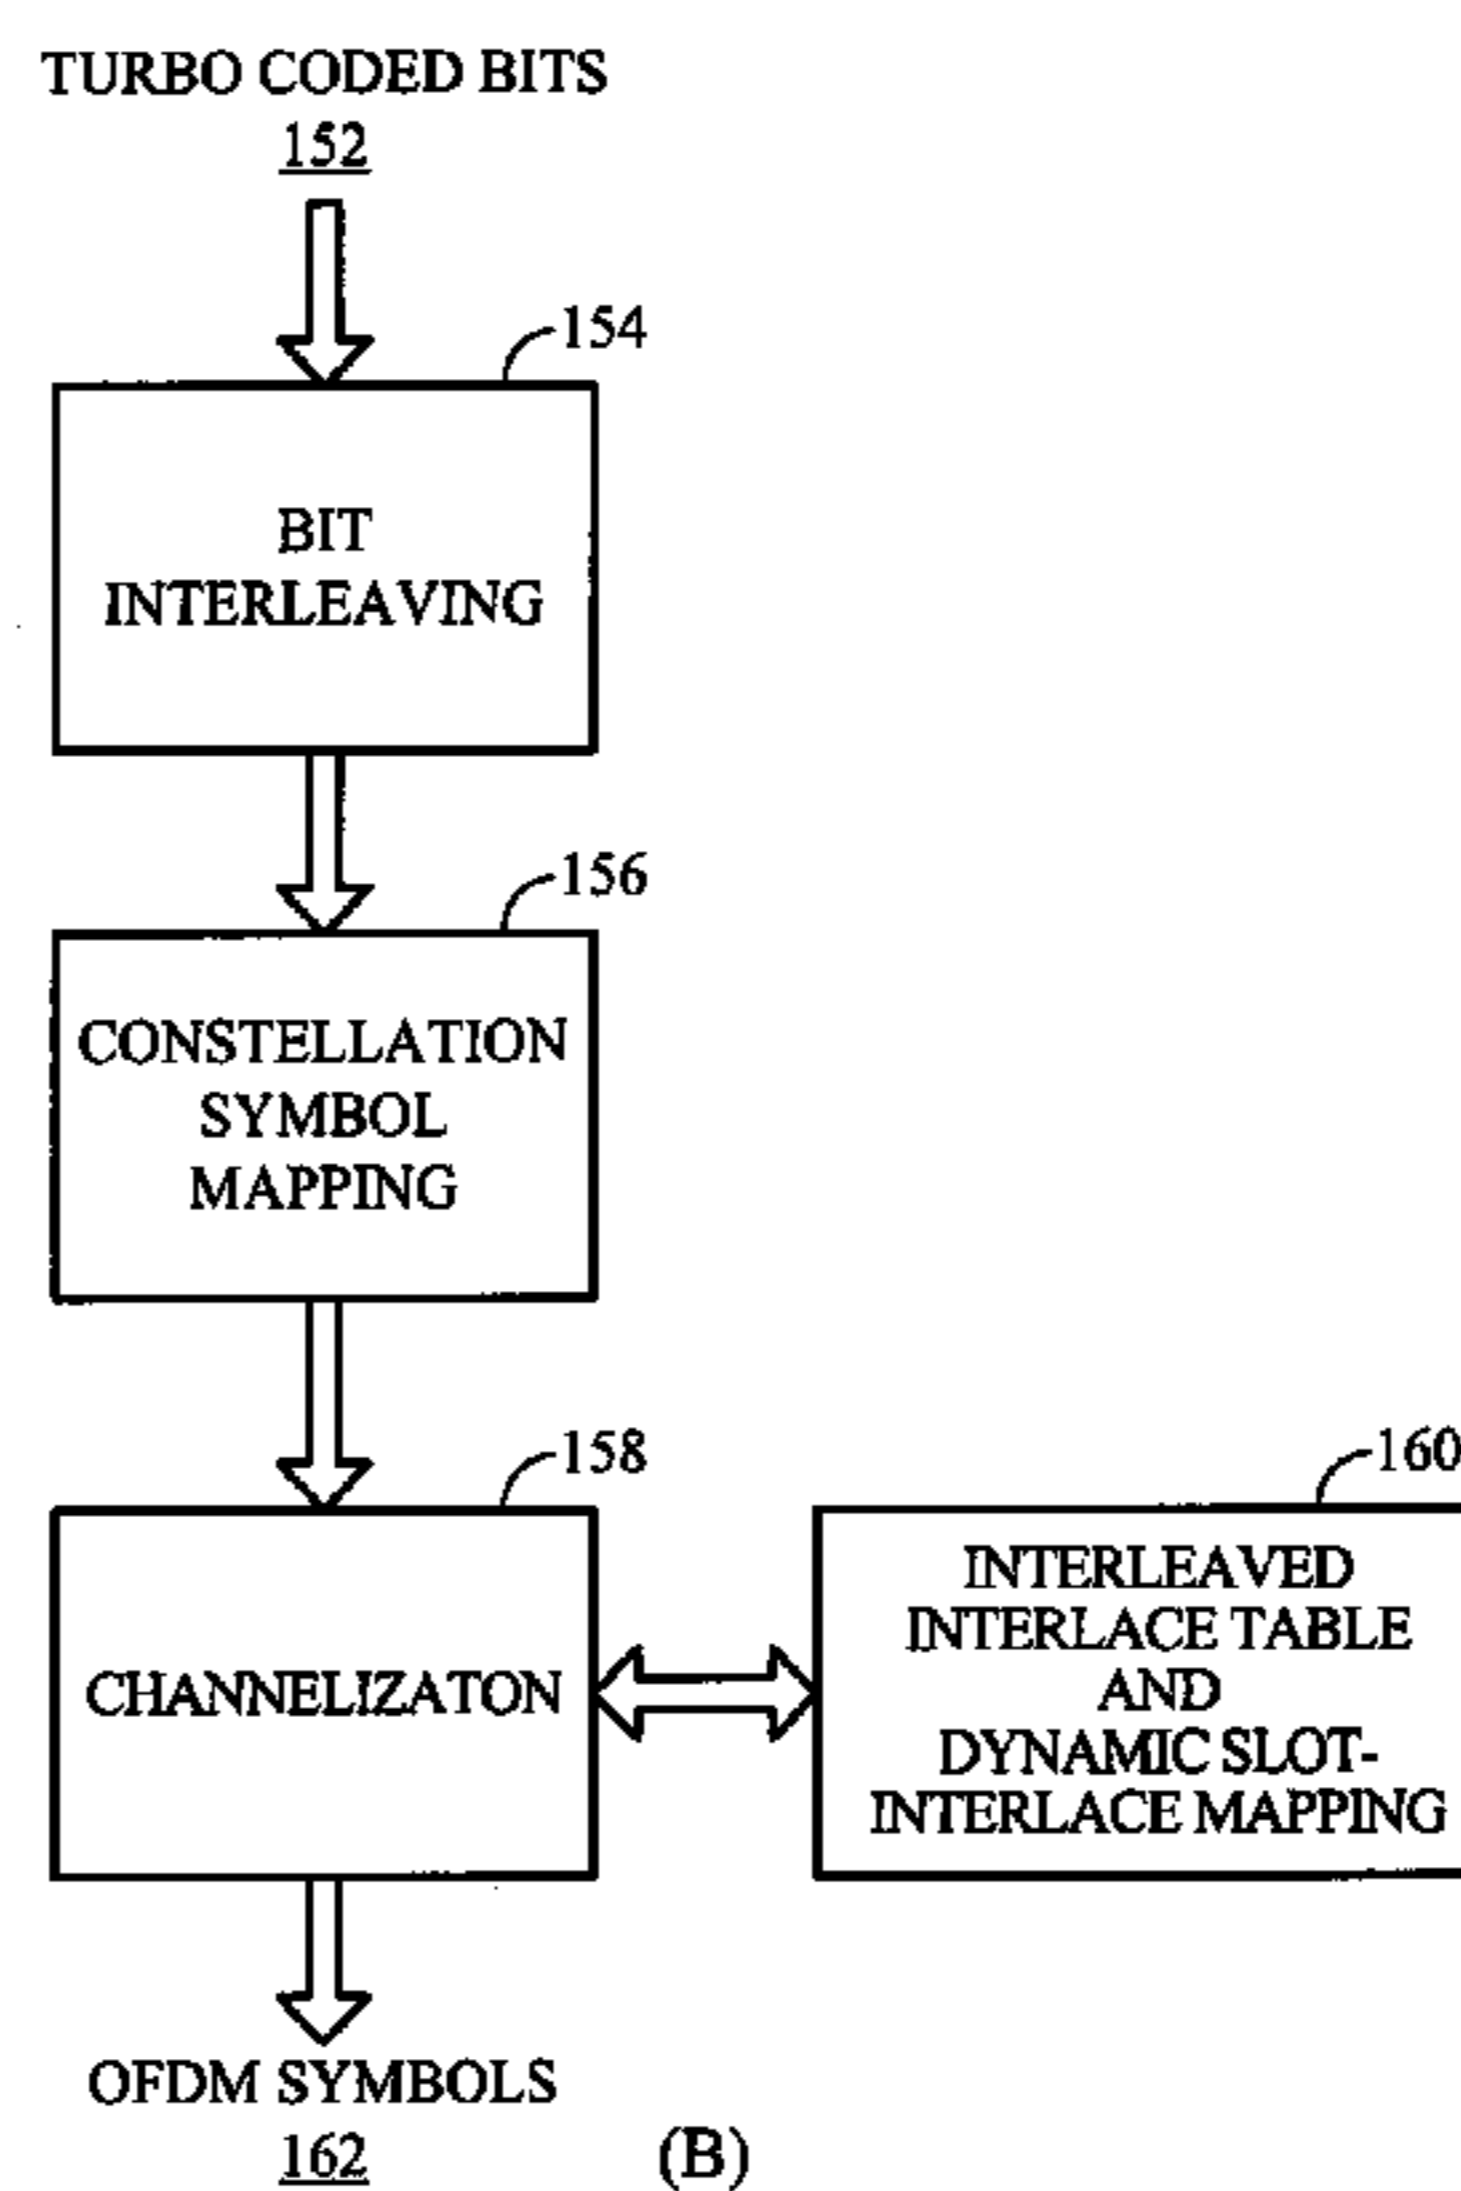 TURBO CODED BITS
152
154
BIT
INTERLEAVING
156
CONSTELLATION
SYMBOL
MAPPING
158
CHANNELIZATON
160
INTERLEAVED
INTERLACE TABLE
AND
DYNAMIC SLOT-
INTERLACE MAPPING
OFDM SYMBOLS
162
(B)